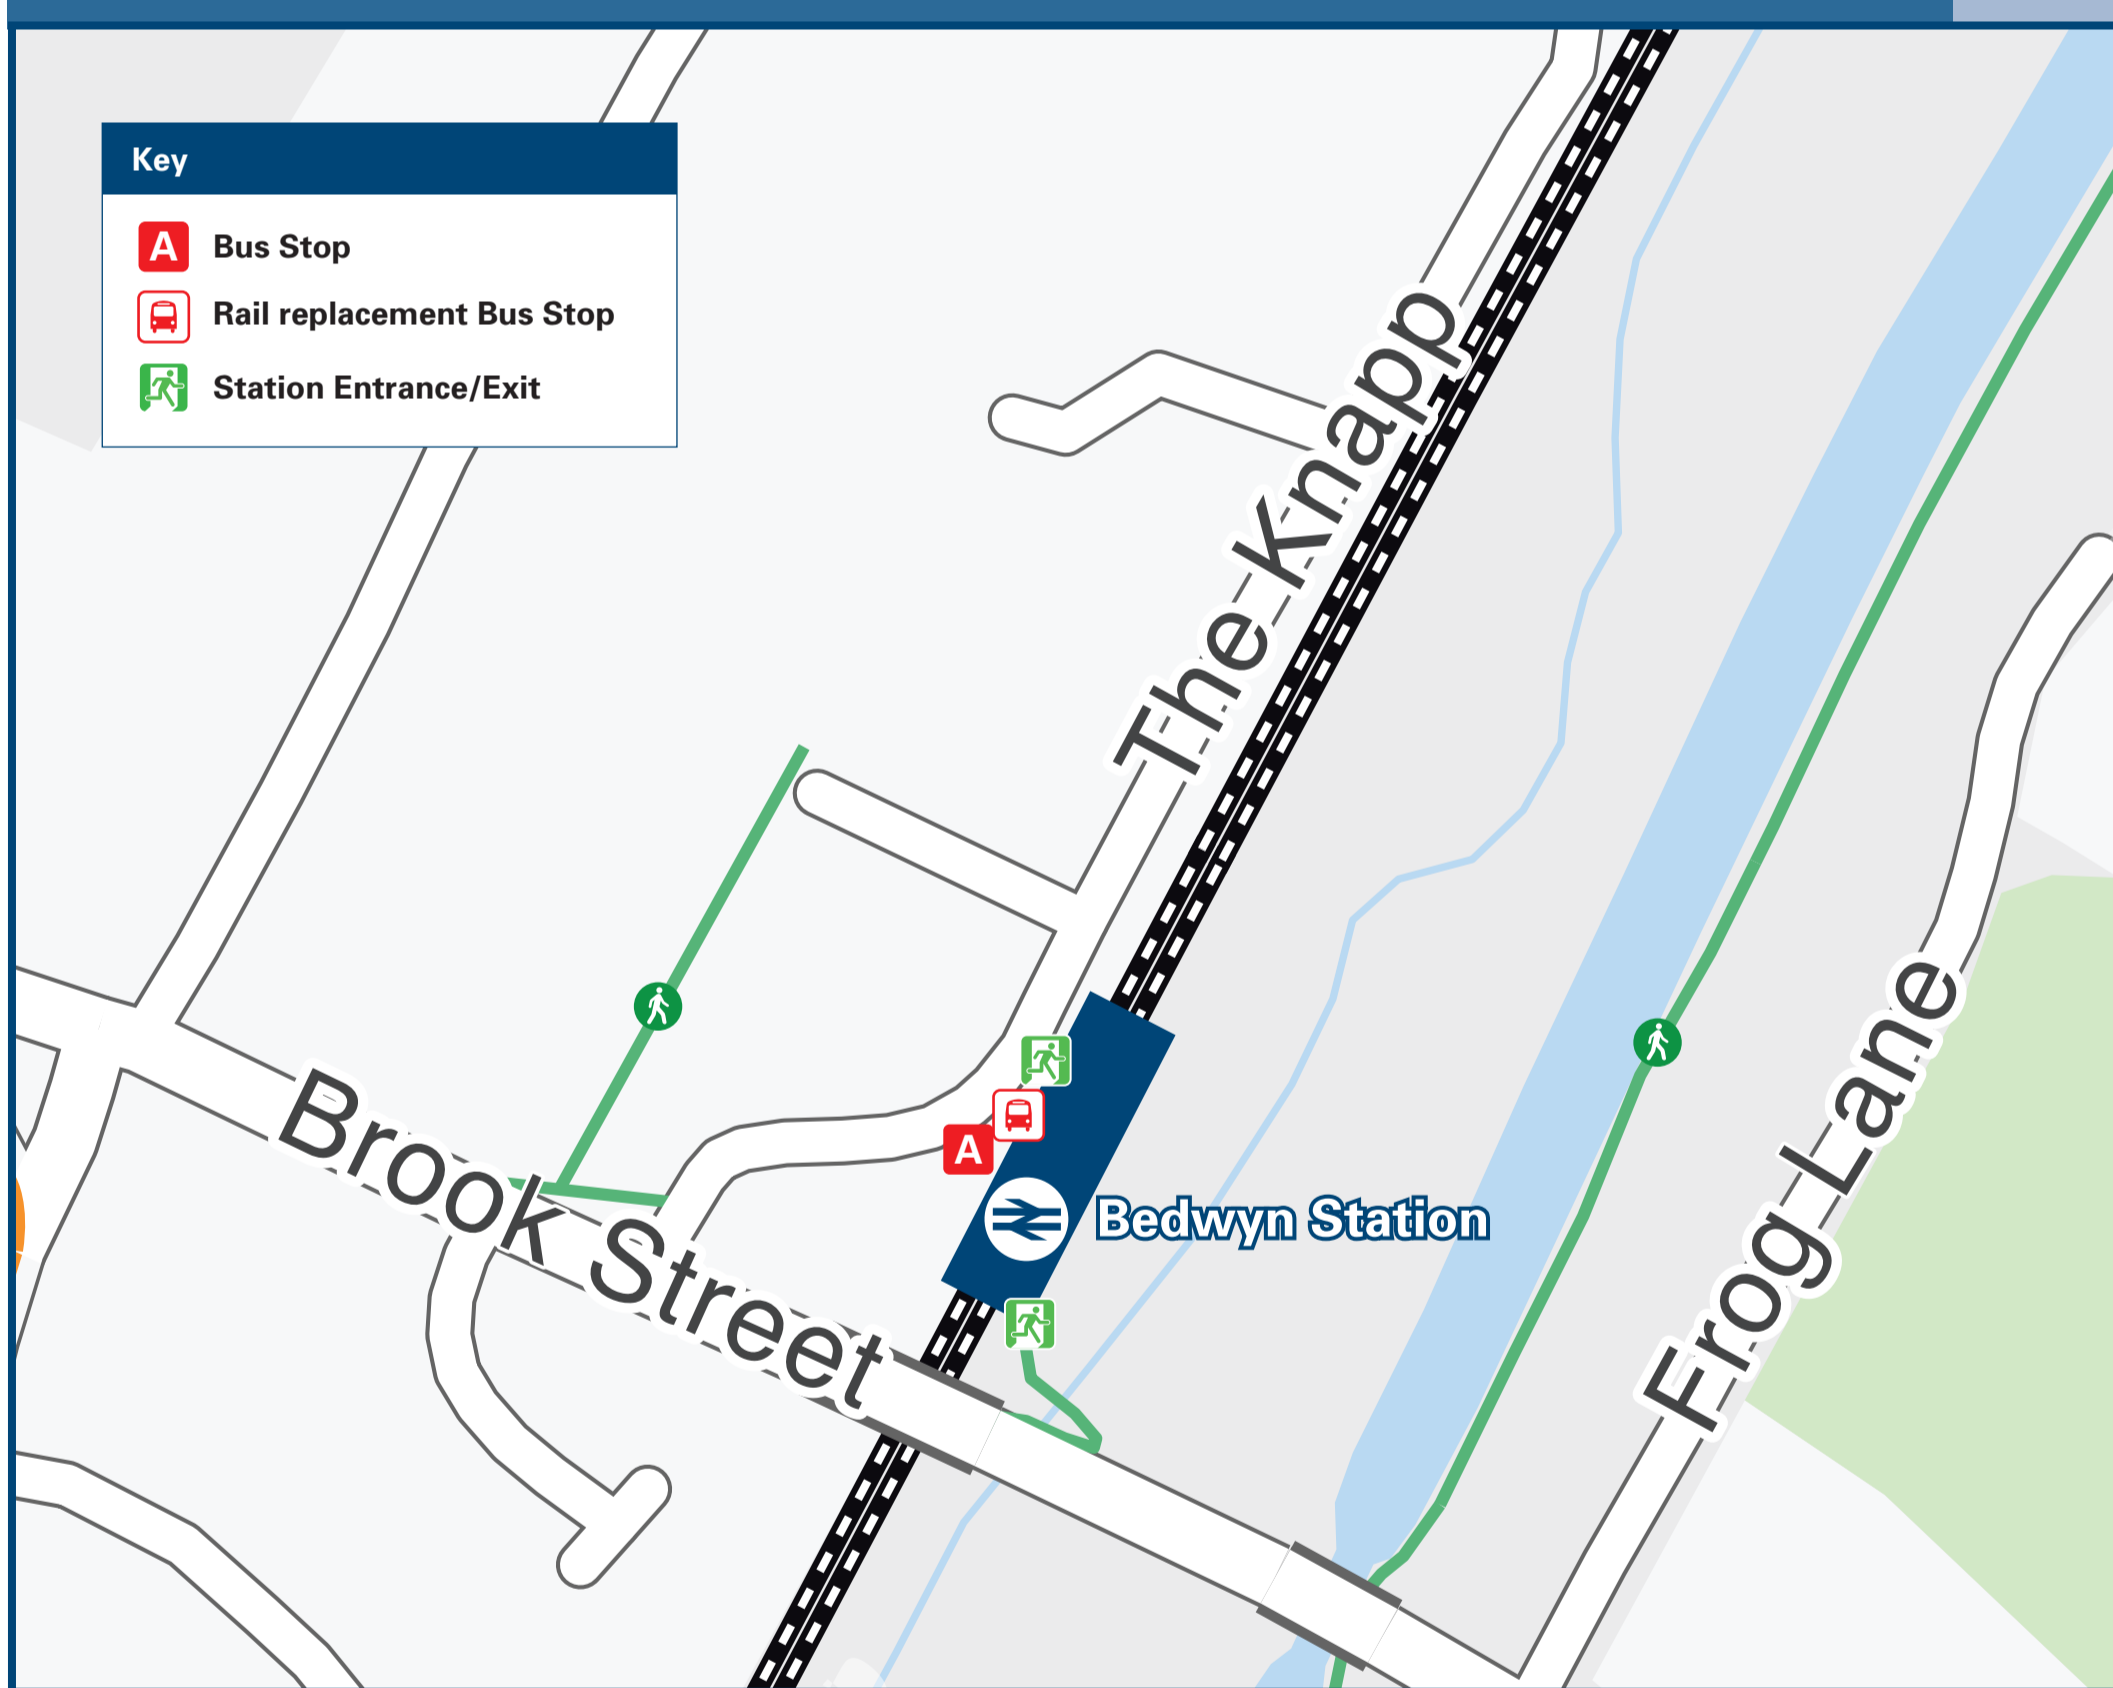 Key
A Bus Stop
Rail replacement Bus Stop
Station Entrance/Exit
The Knapp
Brook Street
A
Bedwyn Station
Frog Lane